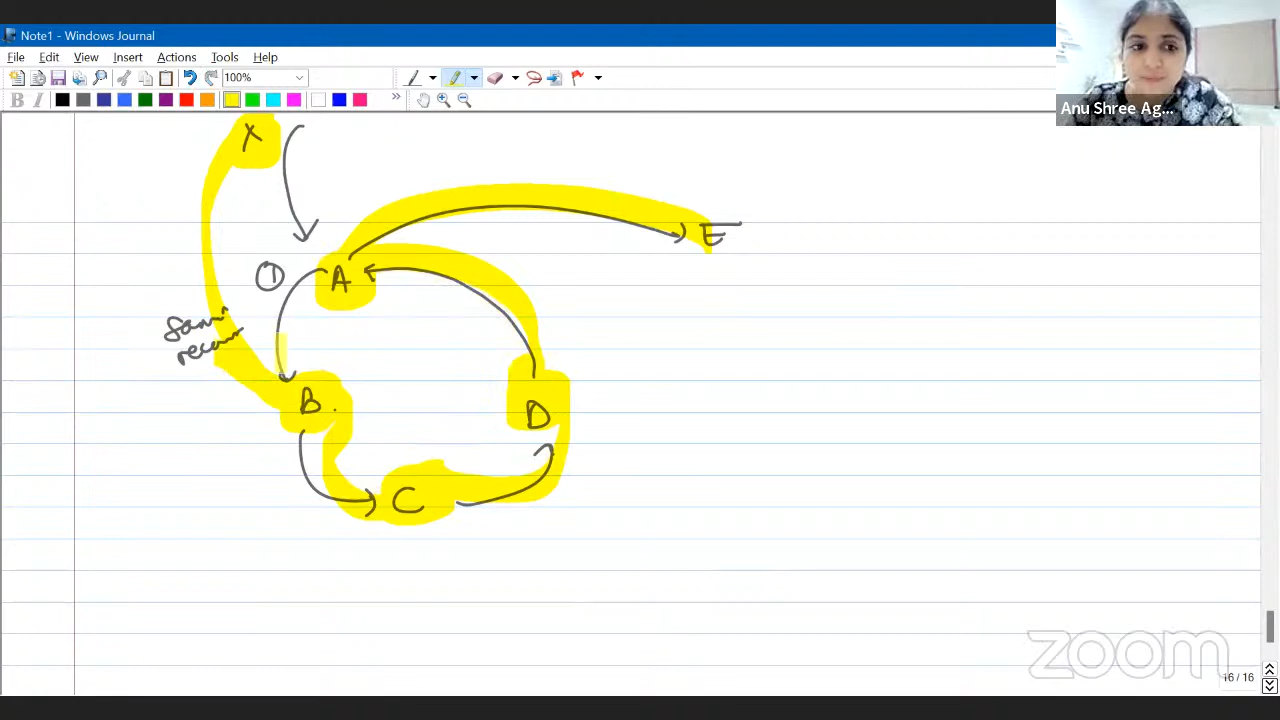 Note1 - Windows Journal
File Edit View Insert Actions Tools Help
100%
B I
Anu Shree Ag...
X
E
1
A
B
D
C
zoom
16 / 16